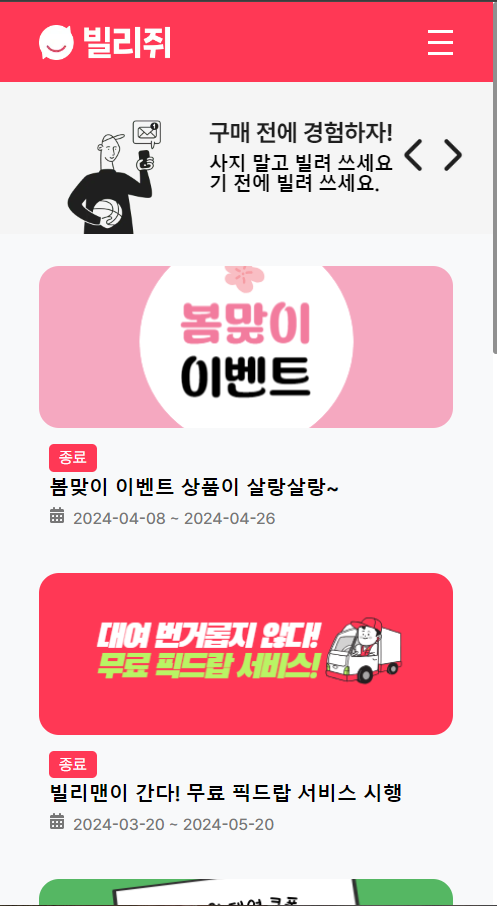 빌리쥐
구매 전에 경험하자!
사지 말고 빌려 쓰세요
기 전에 빌려 쓰세요.
봄맞이
이벤트
종료
봄맞이 이벤트 상품이 살랑살랑~
2024-04-08 ~ 2024-04-26
대여 번거롭지 않다!
무료 픽드랍 서비스!
종료
빌리맨이 간다! 무료 픽드랍 서비스 시행
2024-03-20 ~ 2024-05-20
대여 쿠폰